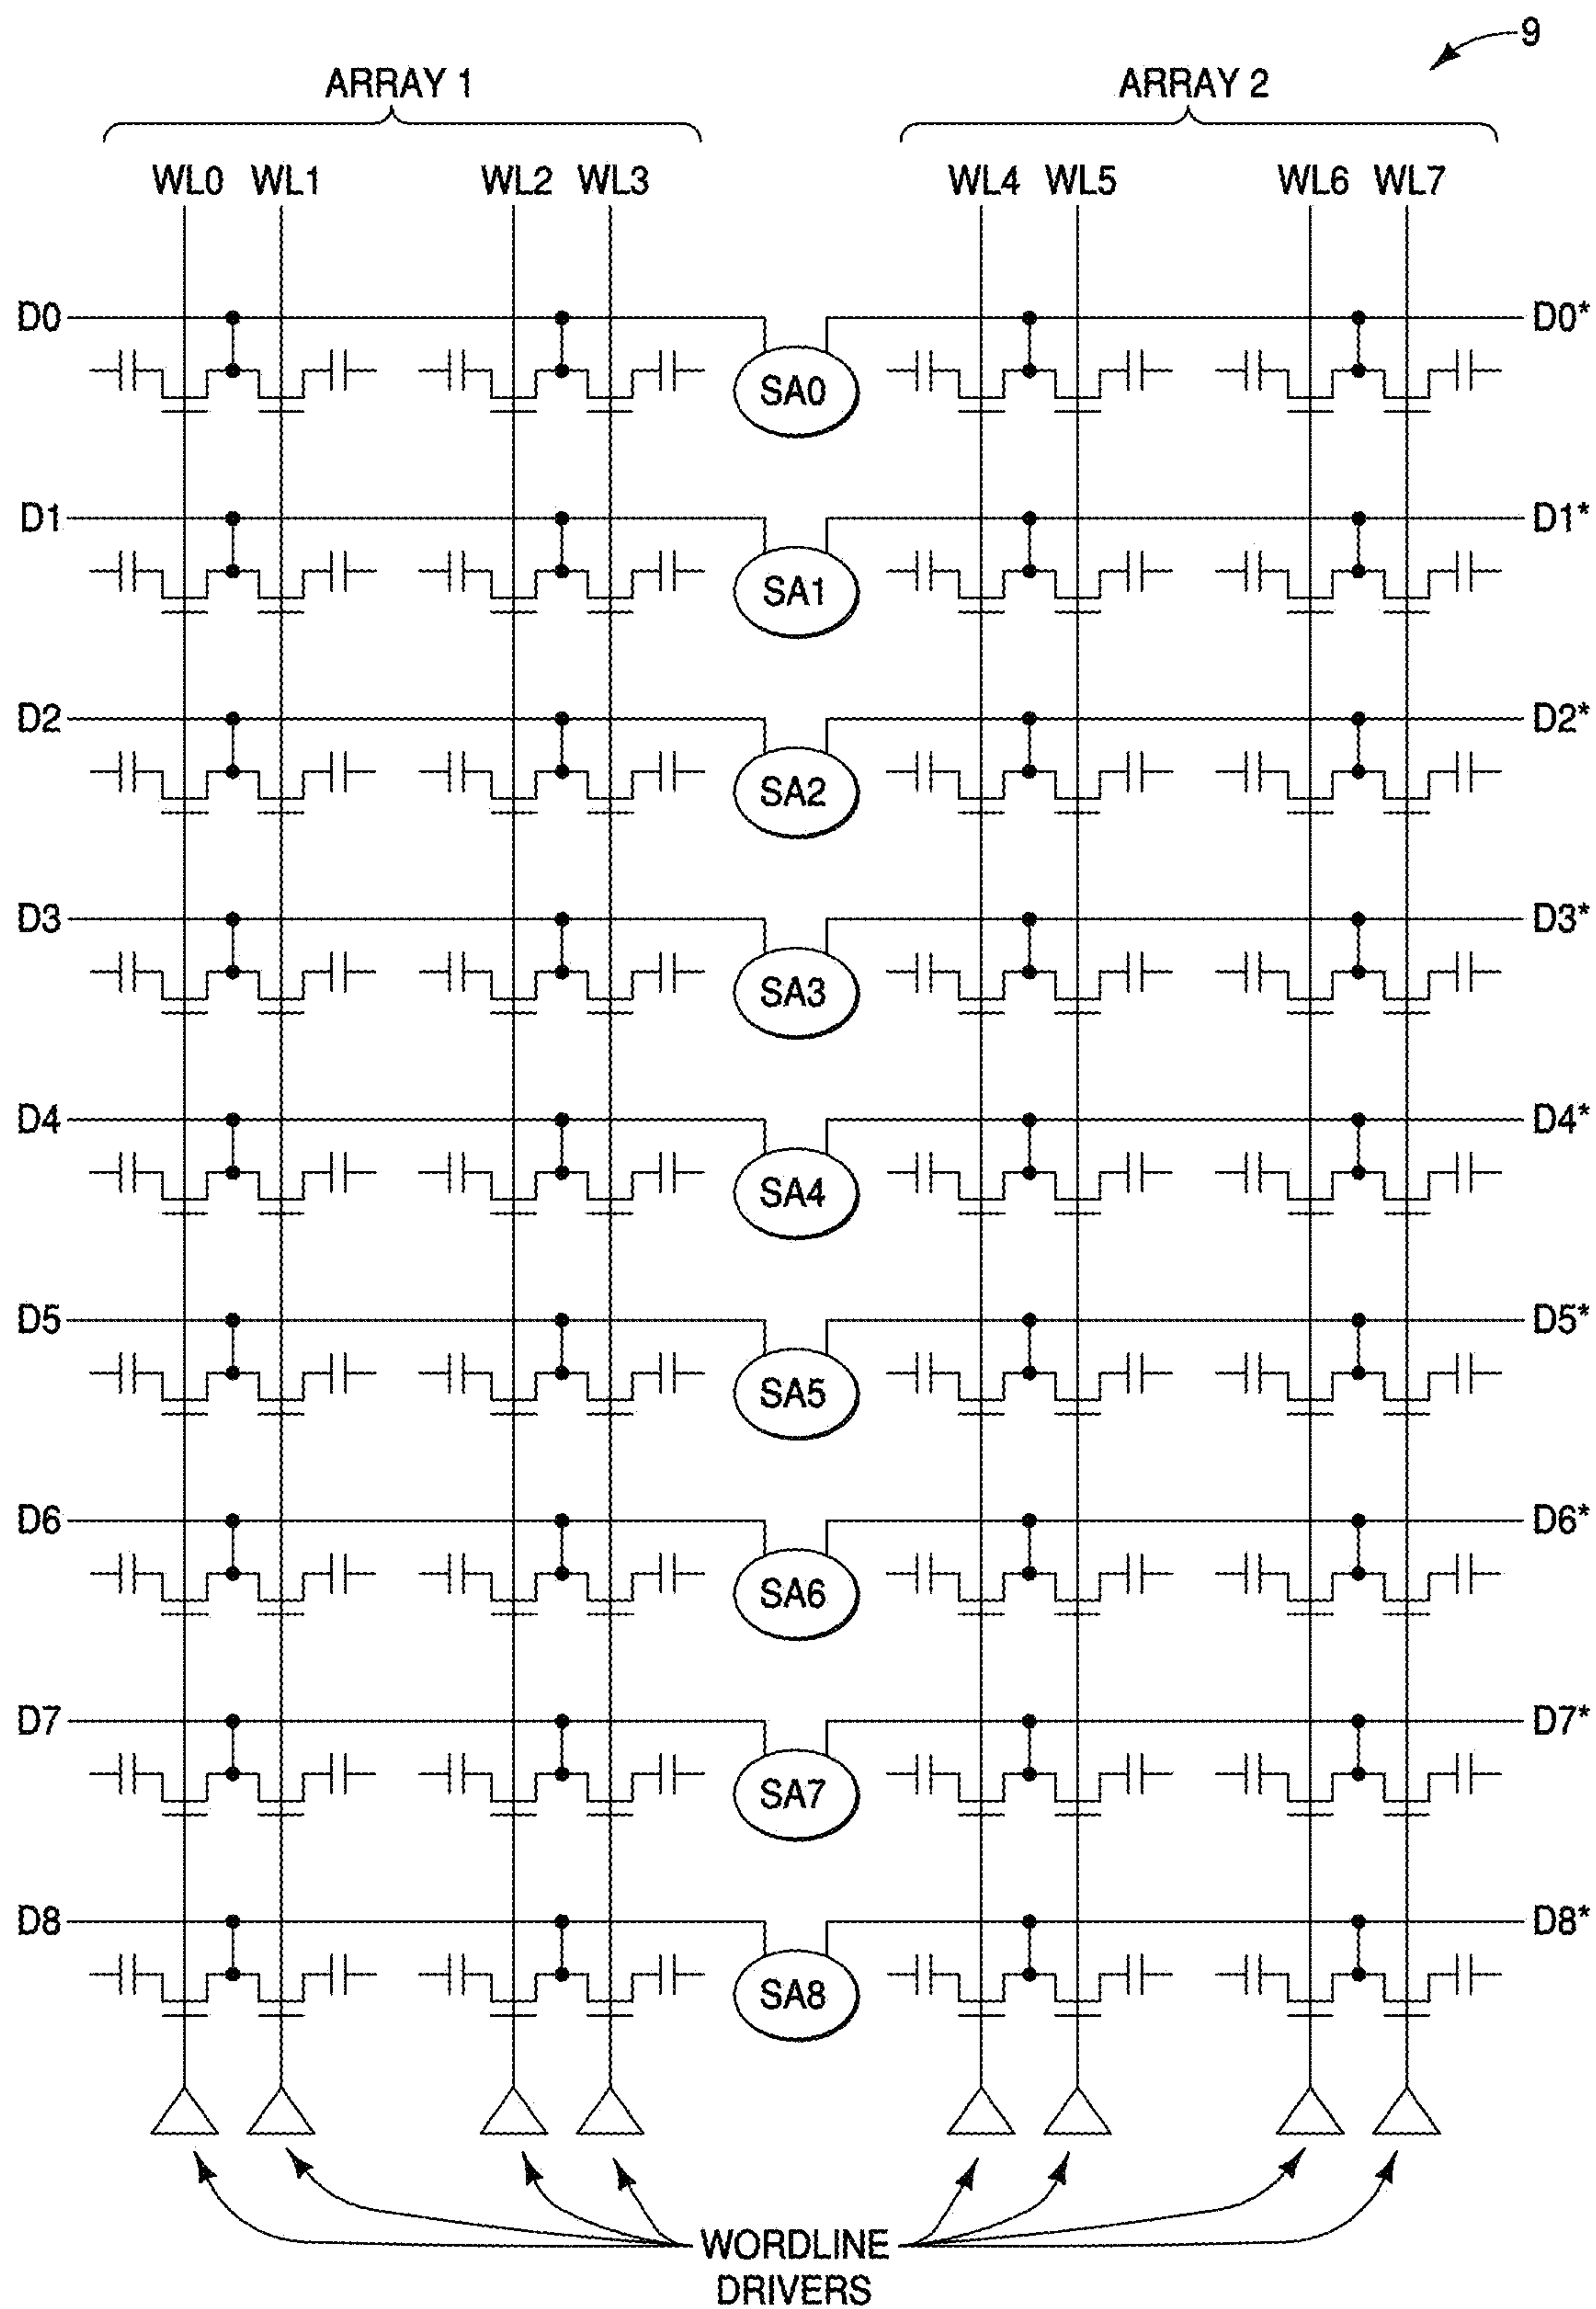 9
ARRAY 1 ARRAY 2
WL0 WL1 WL2 WL3 WL4 WL5 WL6 WL7
D0 D0*
SA0
D1 D1*
SA1
D2 D2*
SA2
D3 D3*
SA3
D4 D4*
SA4
D5 D5*
SA5
D6 D6*
SA6
D7 D7*
SA7
D8 D8*
SA8
WORDLINE
DRIVERS